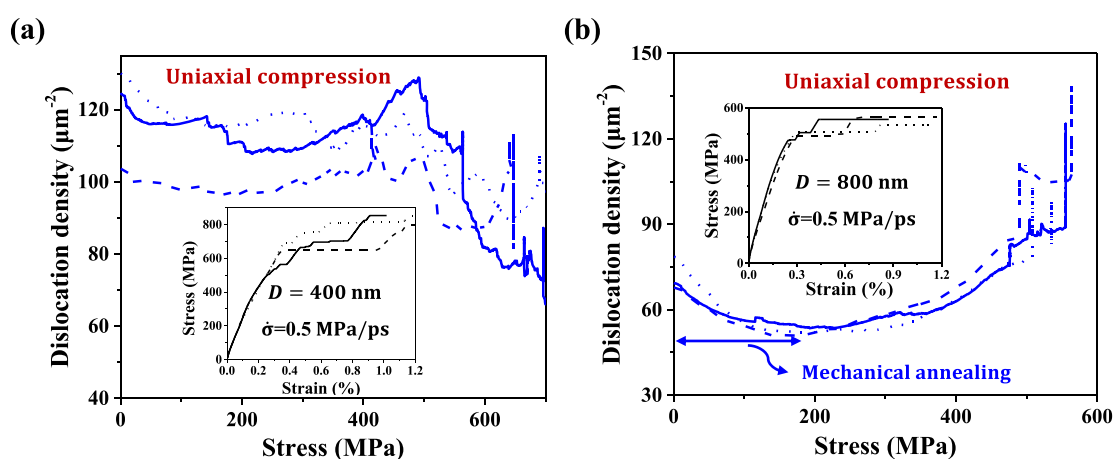 (a)
Uniaxial compression
Dislocation density (μm⁻²)
120
100
80
60
40
0
200
400
600
Stress (MPa)
Stress (MPa)
800
600
400
200
0
D = 400 nm
σ̇=0.5 MPa/ps
0.0 0.2 0.4 0.6 0.8 1.0 1.2
Strain (%)
(b)
Uniaxial compression
Dislocation density (μm⁻²)
150
120
90
60
30
0
200
400
600
Stress (MPa)
Stress (MPa)
600
400
200
0
D = 800 nm
σ̇=0.5 MPa/ps
0.0 0.3 0.6 0.9 1.2
Strain (%)
Mechanical annealing